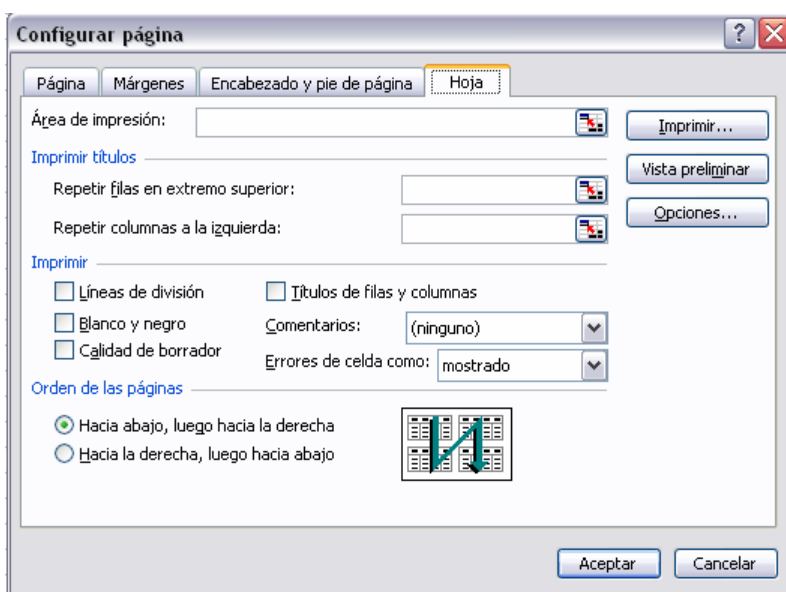 Configurar página
Página Márgenes Encabezado y pie de página Hoja
Área de impresión: Imprimir...
Imprimir títulos Vista preliminar
Repetir filas en extremo superior: Opciones...
Repetir columnas a la izquierda:
Imprimir
Líneas de división Títulos de filas y columnas
Blanco y negro Comentarios: (ninguno)
Calidad de borrador Errores de celda como: mostrado
Orden de las páginas
Hacia abajo, luego hacia la derecha
Hacia la derecha, luego hacia abajo
Aceptar Cancelar